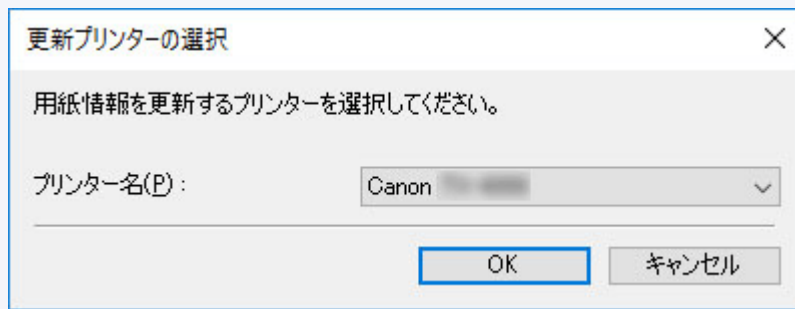 更新プリンターの選択
用紙情報を更新するプリンターを選択してください。
プリンター名(P)： Canon
OK キャンセル